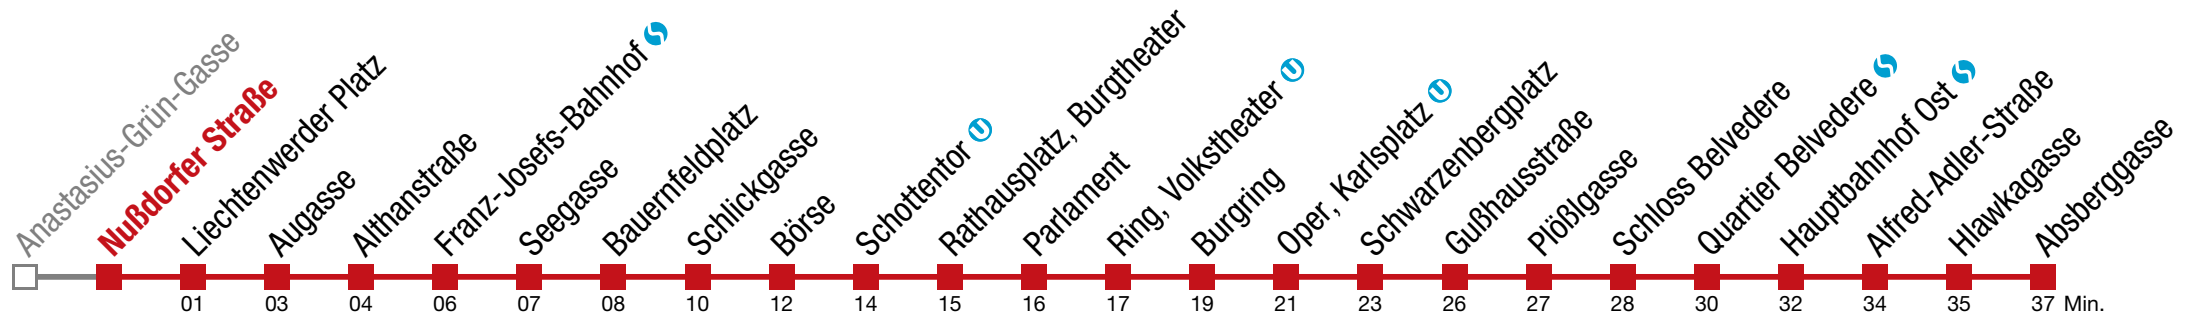 Anastasius-Grün-Gasse
Nußdorfer Straße
Liechtenwerder Platz
Augasse
Althanstraße
Franz-Josefs-Bahnhof
Seegasse
Bauernfeldplatz
Schlickgasse
Börse
Schottentor
Rathausplatz, Burgtheater
Parlament
Ring, Volkstheater
Burgring
Oper, Karlsplatz
Schwarzenbergplatz
Gußhausstraße
Plößlgasse
Schloss Belvedere
Quartier Belvedere
Hauptbahnhof Ost
Alfred-Adler-Straße
Hlawkagasse
Absberggasse
01 03 04 06 07 08 10 12 14 15 16 17 19 21 23 26 27 28 30 32 34 35 37 Min.